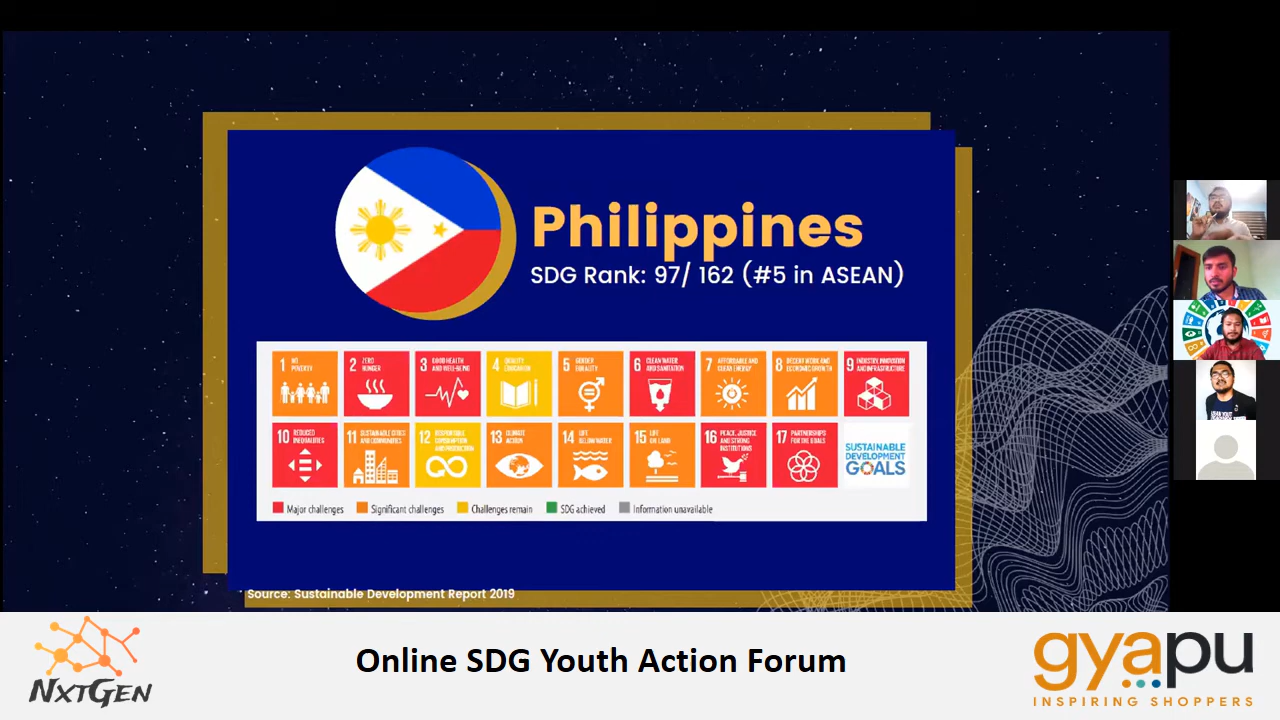 Philippines
SDG Rank: 97/ 162 (#5 in ASEAN)
1 NO POVERTY
2 ZERO HUNGER
3 GOOD HEALTH AND WELL-BEING
4 QUALITY EDUCATION
5 GENDER EQUALITY
6 CLEAN WATER AND SANITATION
7 AFFORDABLE AND CLEAN ENERGY
8 DECENT WORK AND ECONOMIC GROWTH
9 INDUSTRY, INNOVATION AND INFRASTRUCTURE
10 REDUCED INEQUALITIES
11 SUSTAINABLE CITIES AND COMMUNITIES
12 RESPONSIBLE CONSUMPTION AND PRODUCTION
13 CLIMATE ACTION
14 LIFE BELOW WATER
15 LIFE ON LAND
16 PEACE, JUSTICE AND STRONG INSTITUTIONS
17 PARTNERSHIPS FOR THE GOALS
SUSTAINABLE
DEVELOPMENT
GOALS
Major challenges Significant challenges Challenges remain SDG achieved Information unavailable
Source: Sustainable Development Report 2019
NXTGEN
Online SDG Youth Action Forum
gyapu
INSPIRING SHOPPERS